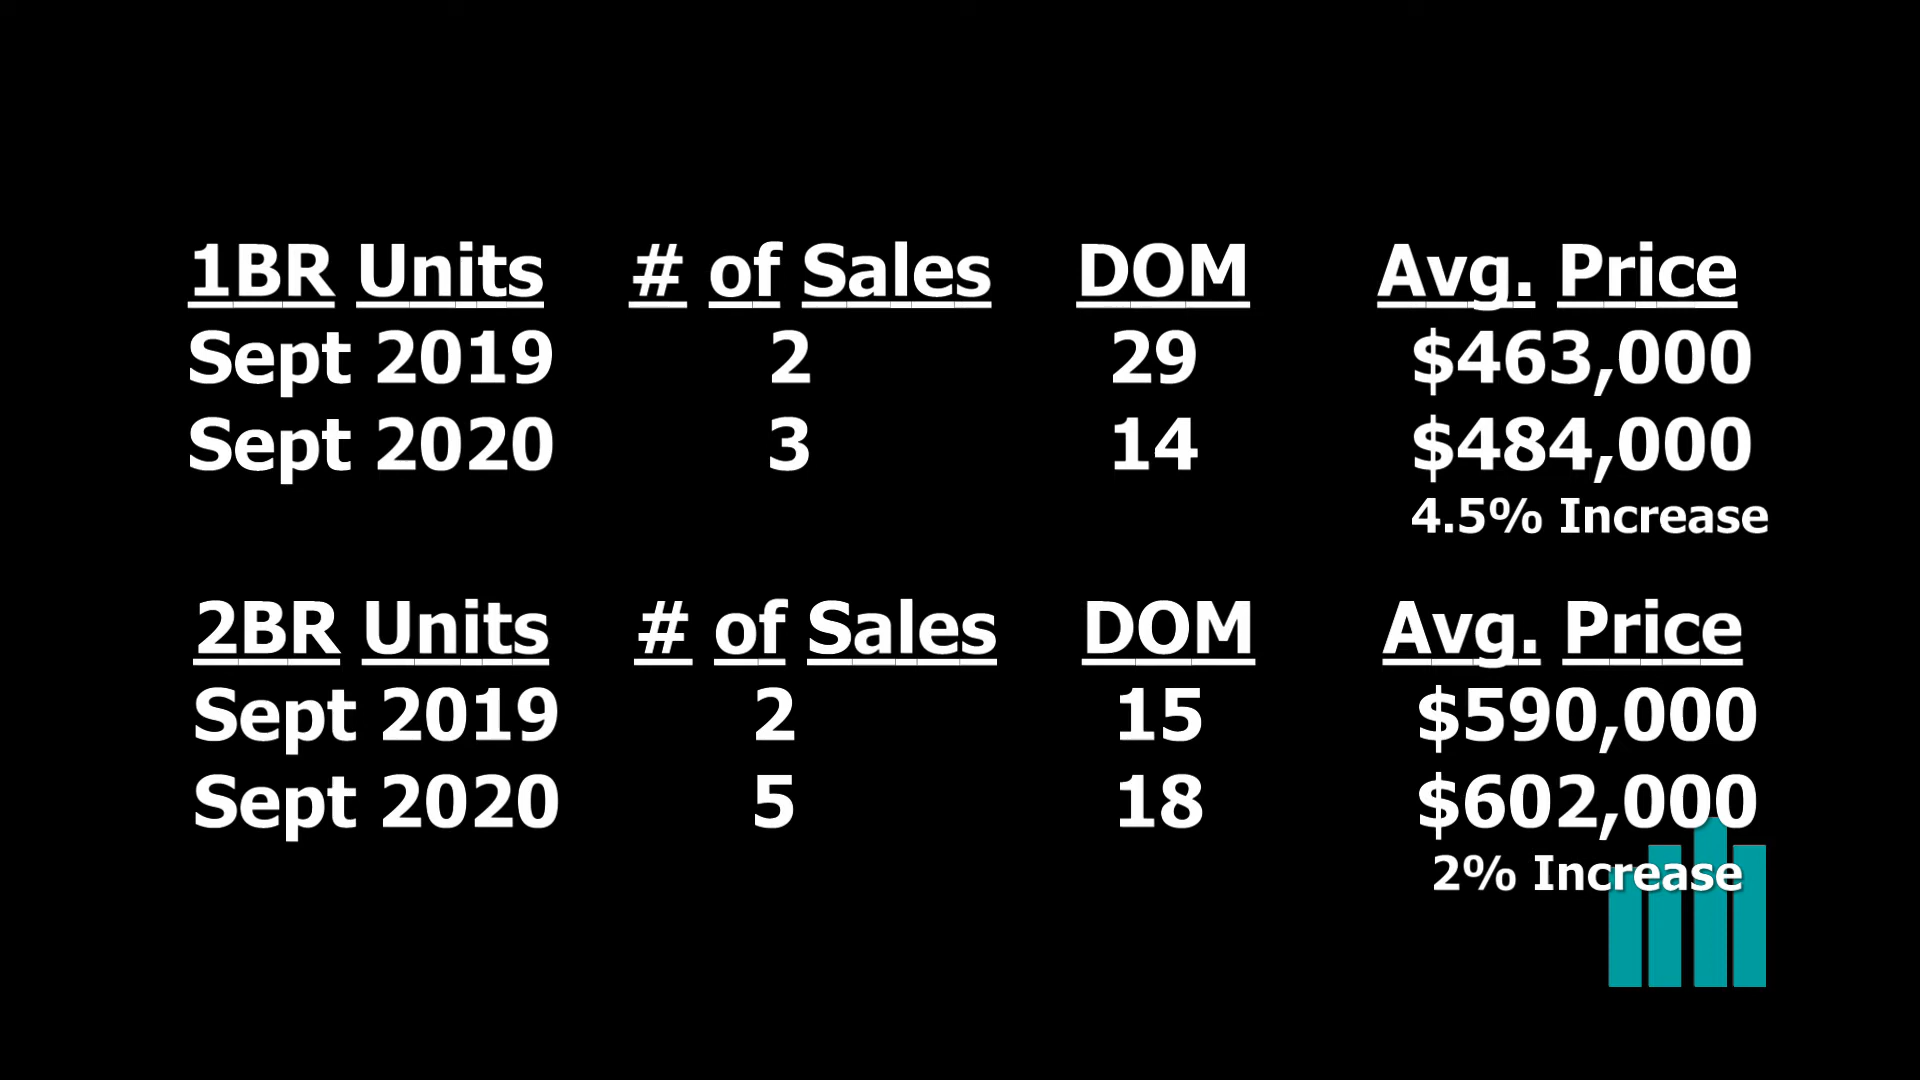 1BR Units # of Sales DOM Avg. Price
Sept 2019 2 29 $463,000
Sept 2020 3 14 $484,000
4.5% Increase
2BR Units # of Sales DOM Avg. Price
Sept 2019 2 15 $590,000
Sept 2020 5 18 $602,000
2% Increase